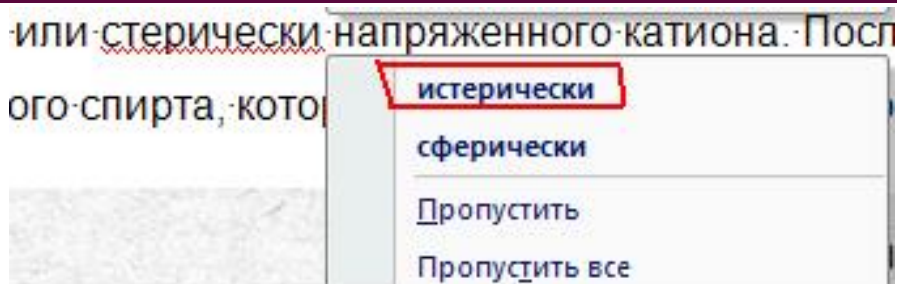 или стерически напряженного катиона. Посл
ого спирта, котор
истерически
сферически
Пропустить
Пропустить все